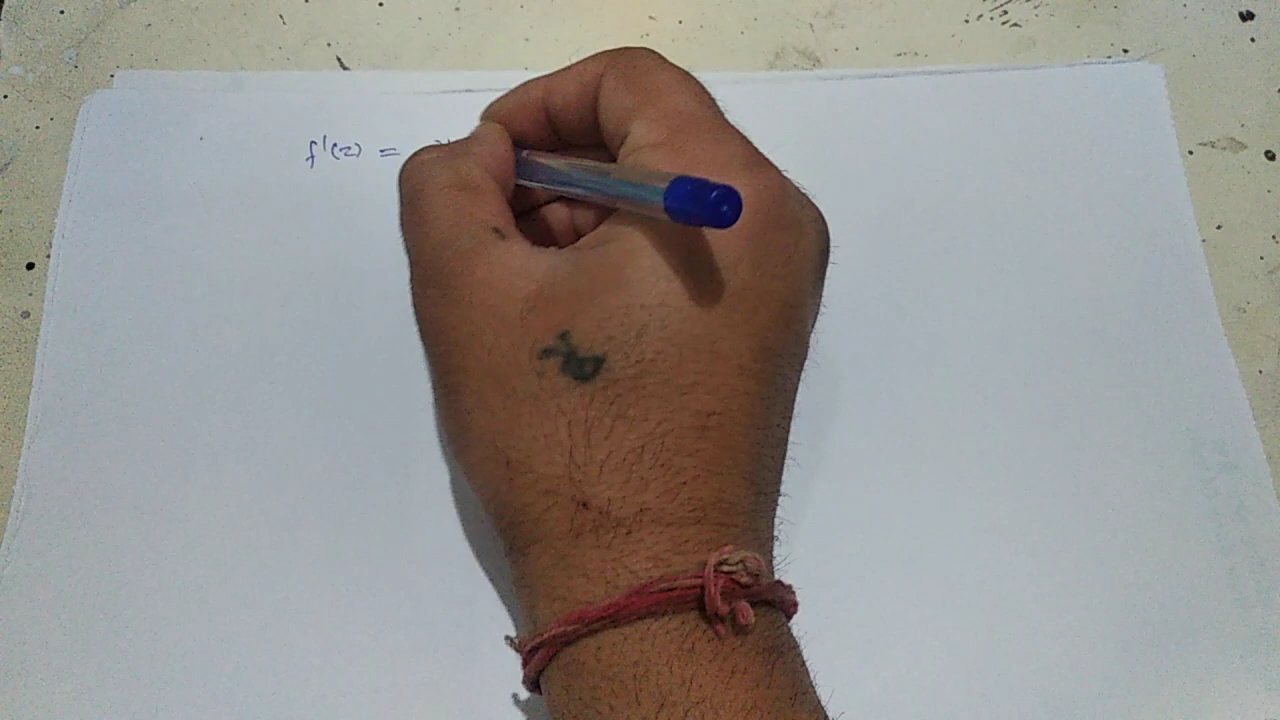 f'(z) =